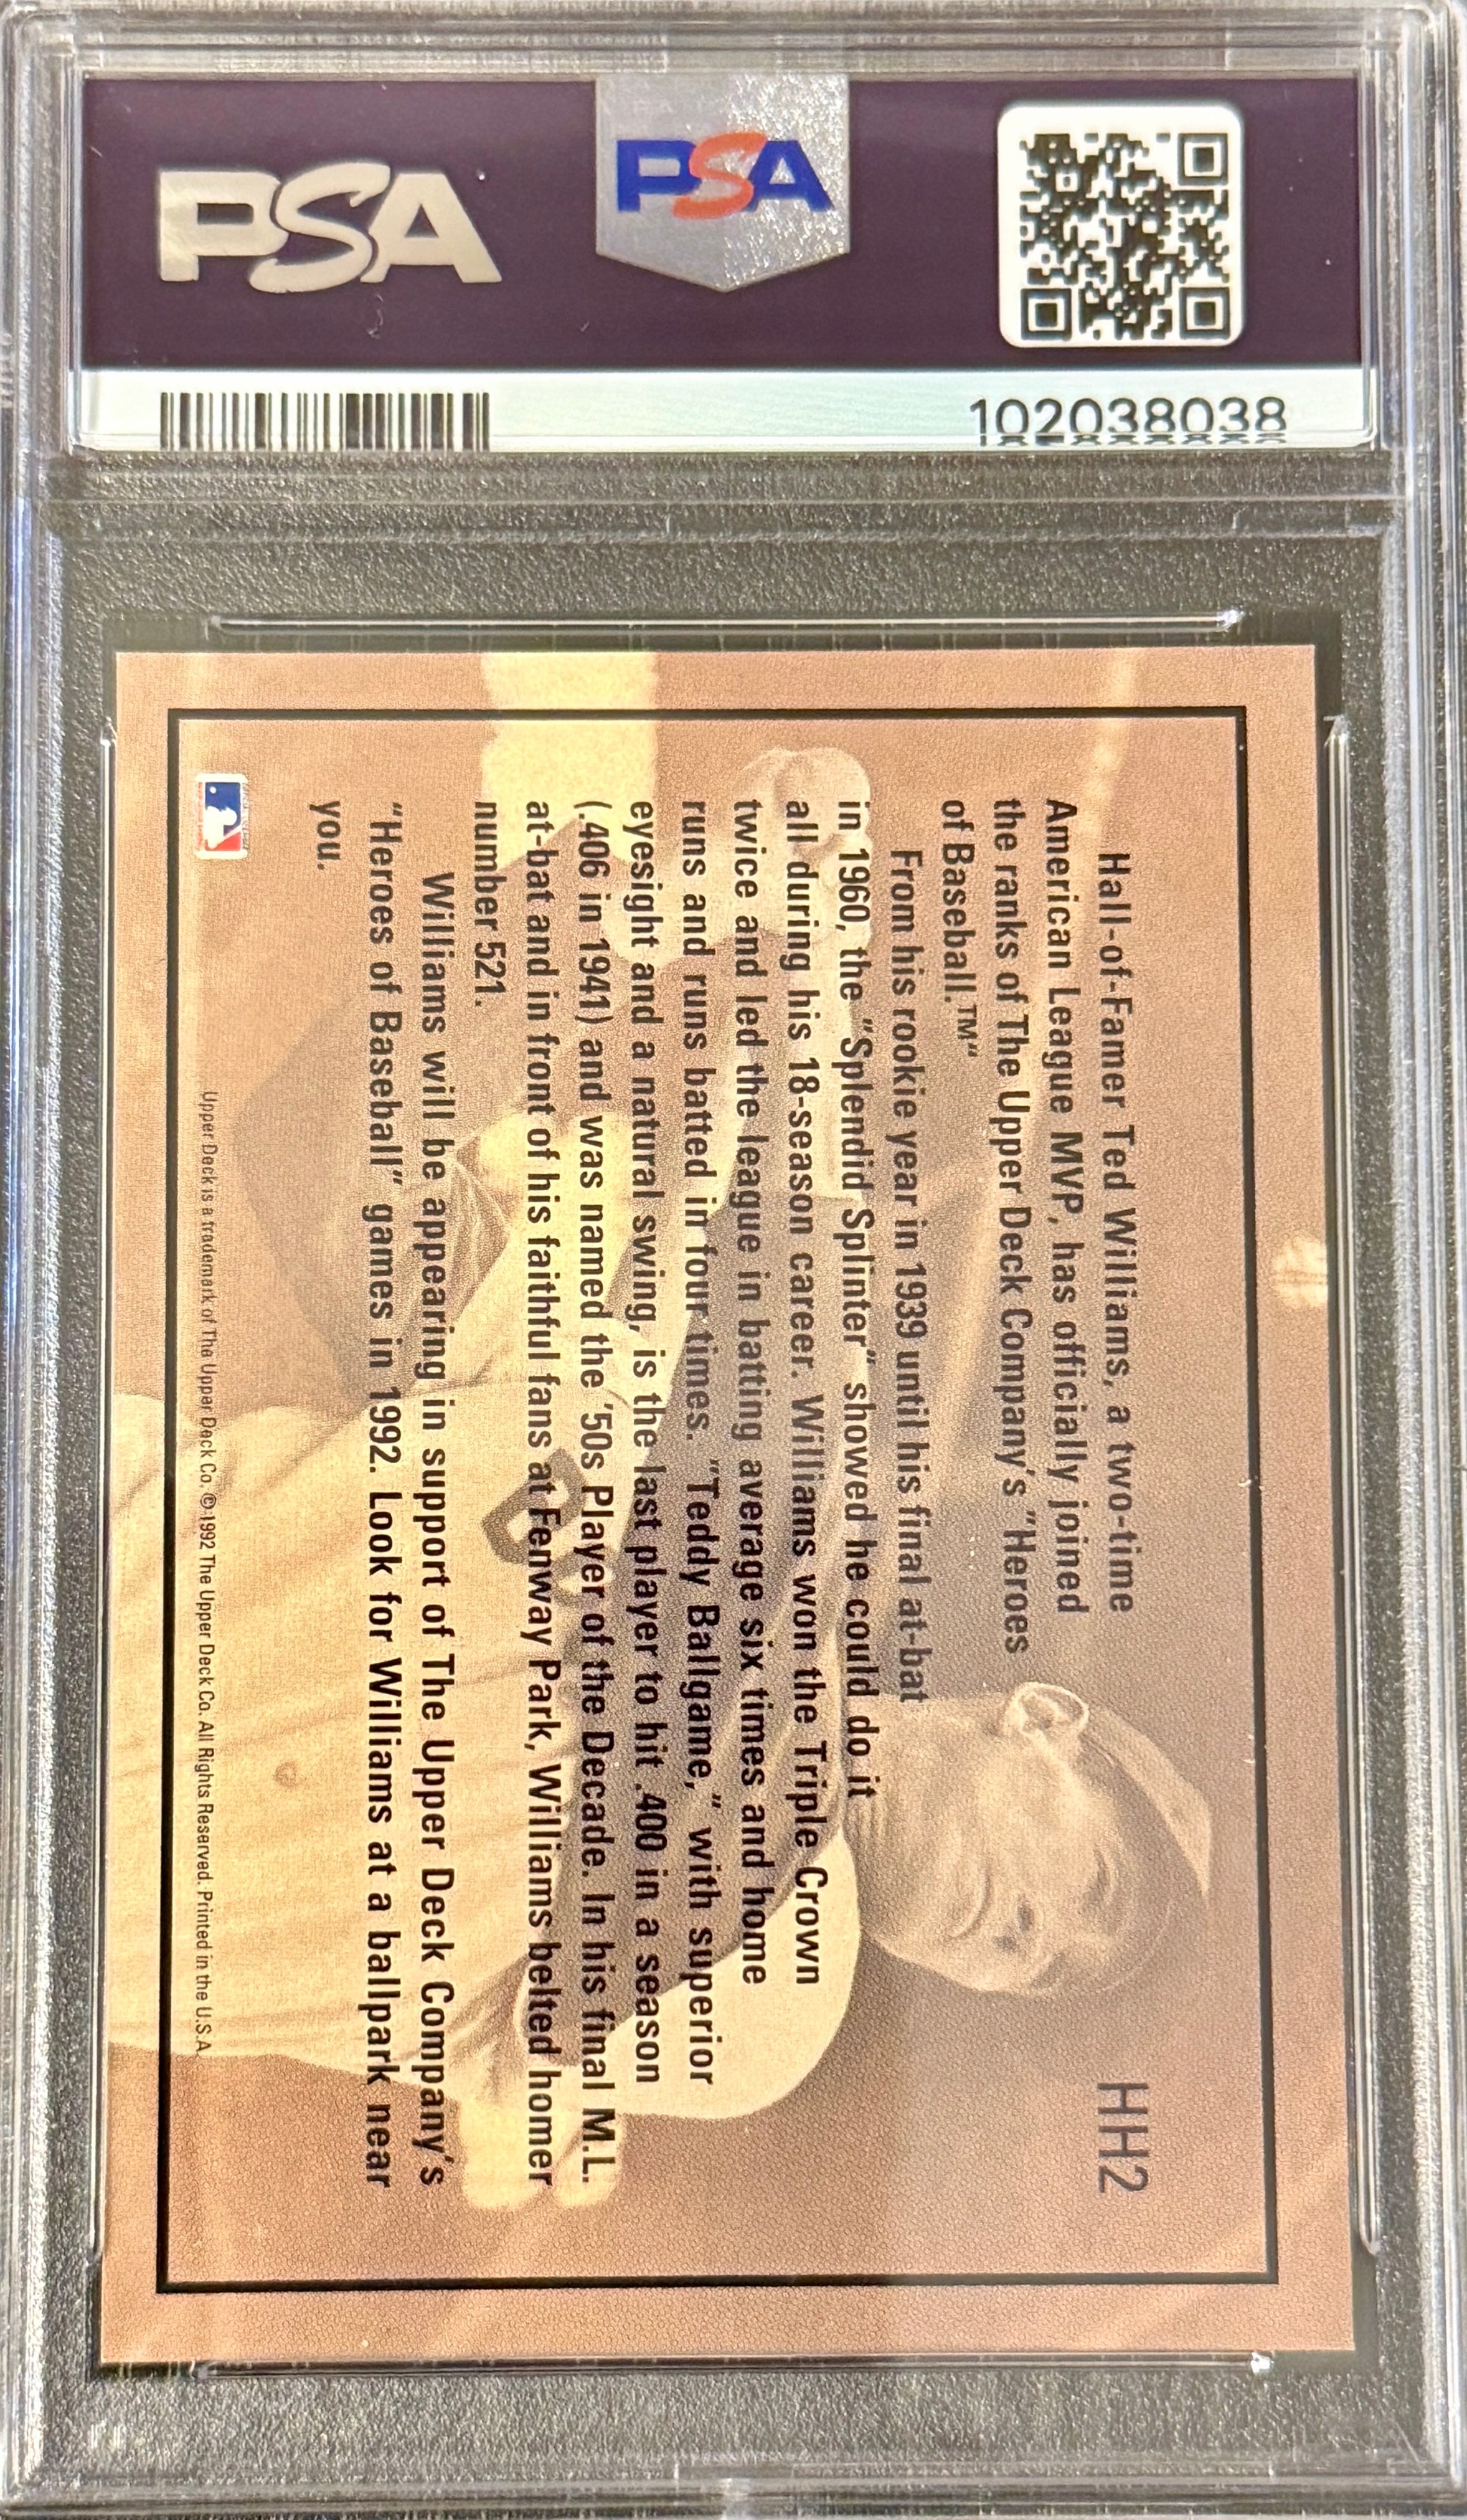 PSA
PSA
102038038
HH2
Hall-of-Famer Ted Williams, a two-time
American League MVP, has officially joined
the ranks of The Upper Deck Company's "Heroes
of Baseball.™"
From his rookie year in 1939 until his final at-bat
in 1960, the "Splendid Splinter" showed he could do it
all during his 18-season career. Williams won the Triple Crown
twice and led the league in batting average six times and home
runs and runs batted in four times. "Teddy Ballgame," with superior
eyesight and a natural swing, is the last player to hit .400 in a season
(.406 in 1941) and was named the '50s Player of the Decade. In his final M.L.
at-bat and in front of his faithful fans at Fenway Park, Williams belted homer
number 521.
Williams will be appearing in support of The Upper Deck Company's
"Heroes of Baseball" games in 1992. Look for Williams at a ballpark near
you.
Upper Deck is a trademark of The Upper Deck Co. © 1992 The Upper Deck Co. All Rights Reserved. Printed in the U.S.A.